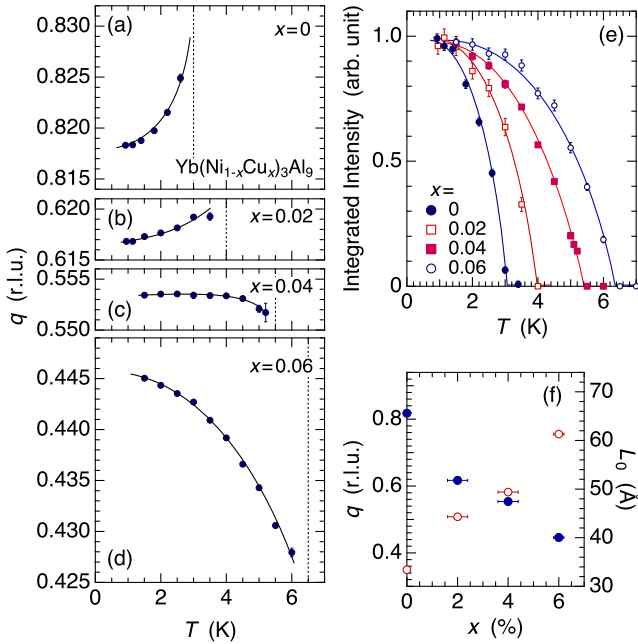 (a)
x=0
0.830
0.825
0.820
0.815
Yb(Ni1-xCux)3Al9
(b)
x=0.02
0.620
0.615
(c)
x=0.04
0.555
0.550
x=0.06
0.445
0.440
0.435
0.430
0.425
(d)
q (r.l.u.)
0 2 4 6
T (K)
(e)
Integrated Intensity (arb. unit)
1.0
0.5
0
x=
0
0.02
0.04
0.06
0 2 4 6
T (K)
(f)
q (r.l.u.)
0.8
0.6
0.4
L0 (Å)
70
60
50
40
30
0 2 4 6
x (%)